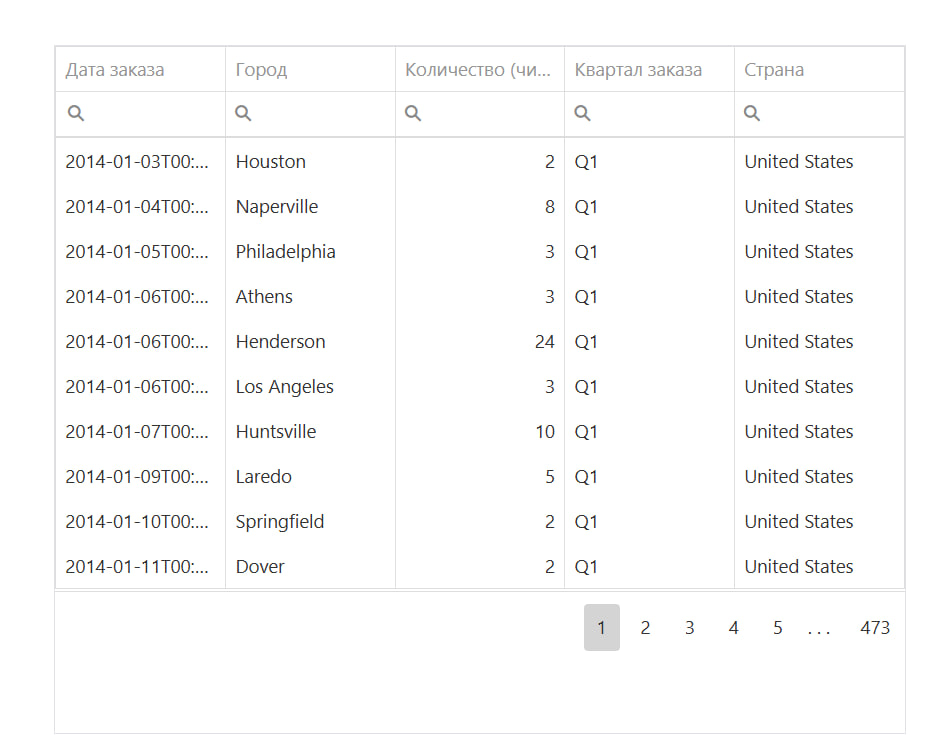 Дата заказа Город Количество (чи... Квартал заказа Страна
2014-01-03T00:... Houston 2 Q1 United States
2014-01-04T00:... Naperville 8 Q1 United States
2014-01-05T00:... Philadelphia 3 Q1 United States
2014-01-06T00:... Athens 3 Q1 United States
2014-01-06T00:... Henderson 24 Q1 United States
2014-01-06T00:... Los Angeles 3 Q1 United States
2014-01-07T00:... Huntsville 10 Q1 United States
2014-01-09T00:... Laredo 5 Q1 United States
2014-01-10T00:... Springfield 2 Q1 United States
2014-01-11T00:... Dover 2 Q1 United States
1 2 3 4 5 ... 473